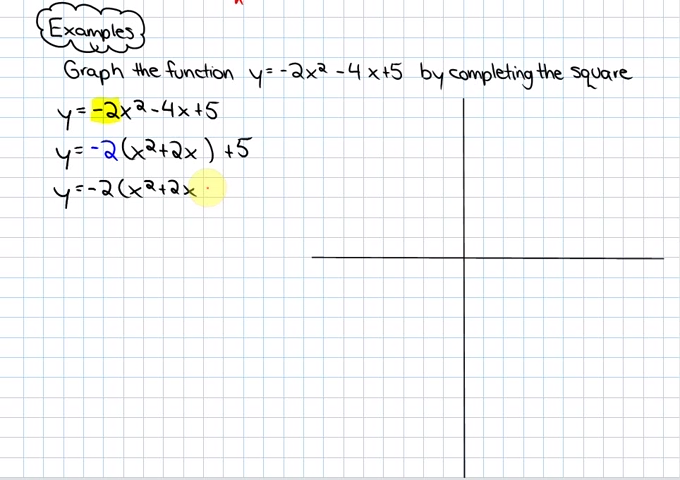 Examples
Graph the function y=-2x²-4x+5 by completing the square
y=-2x²-4x+5
y=-2(x²+2x )+5
y=-2(x²+2x